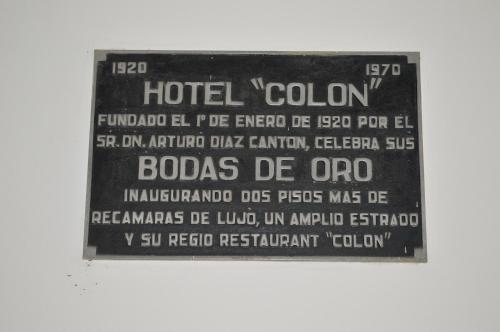 1920 1970
HOTEL "COLON"
FUNDADO EL 1º DE ENERO DE 1920 POR EL
SR. DN. ARTURO DIAZ CANTON, CELEBRA SUS
BODAS DE ORO
INAUGURANDO DOS PISOS MAS DE
RECAMARAS DE LUJO, UN AMPLIO ESTRADO
Y SU REGIO RESTAURANT "COLON"